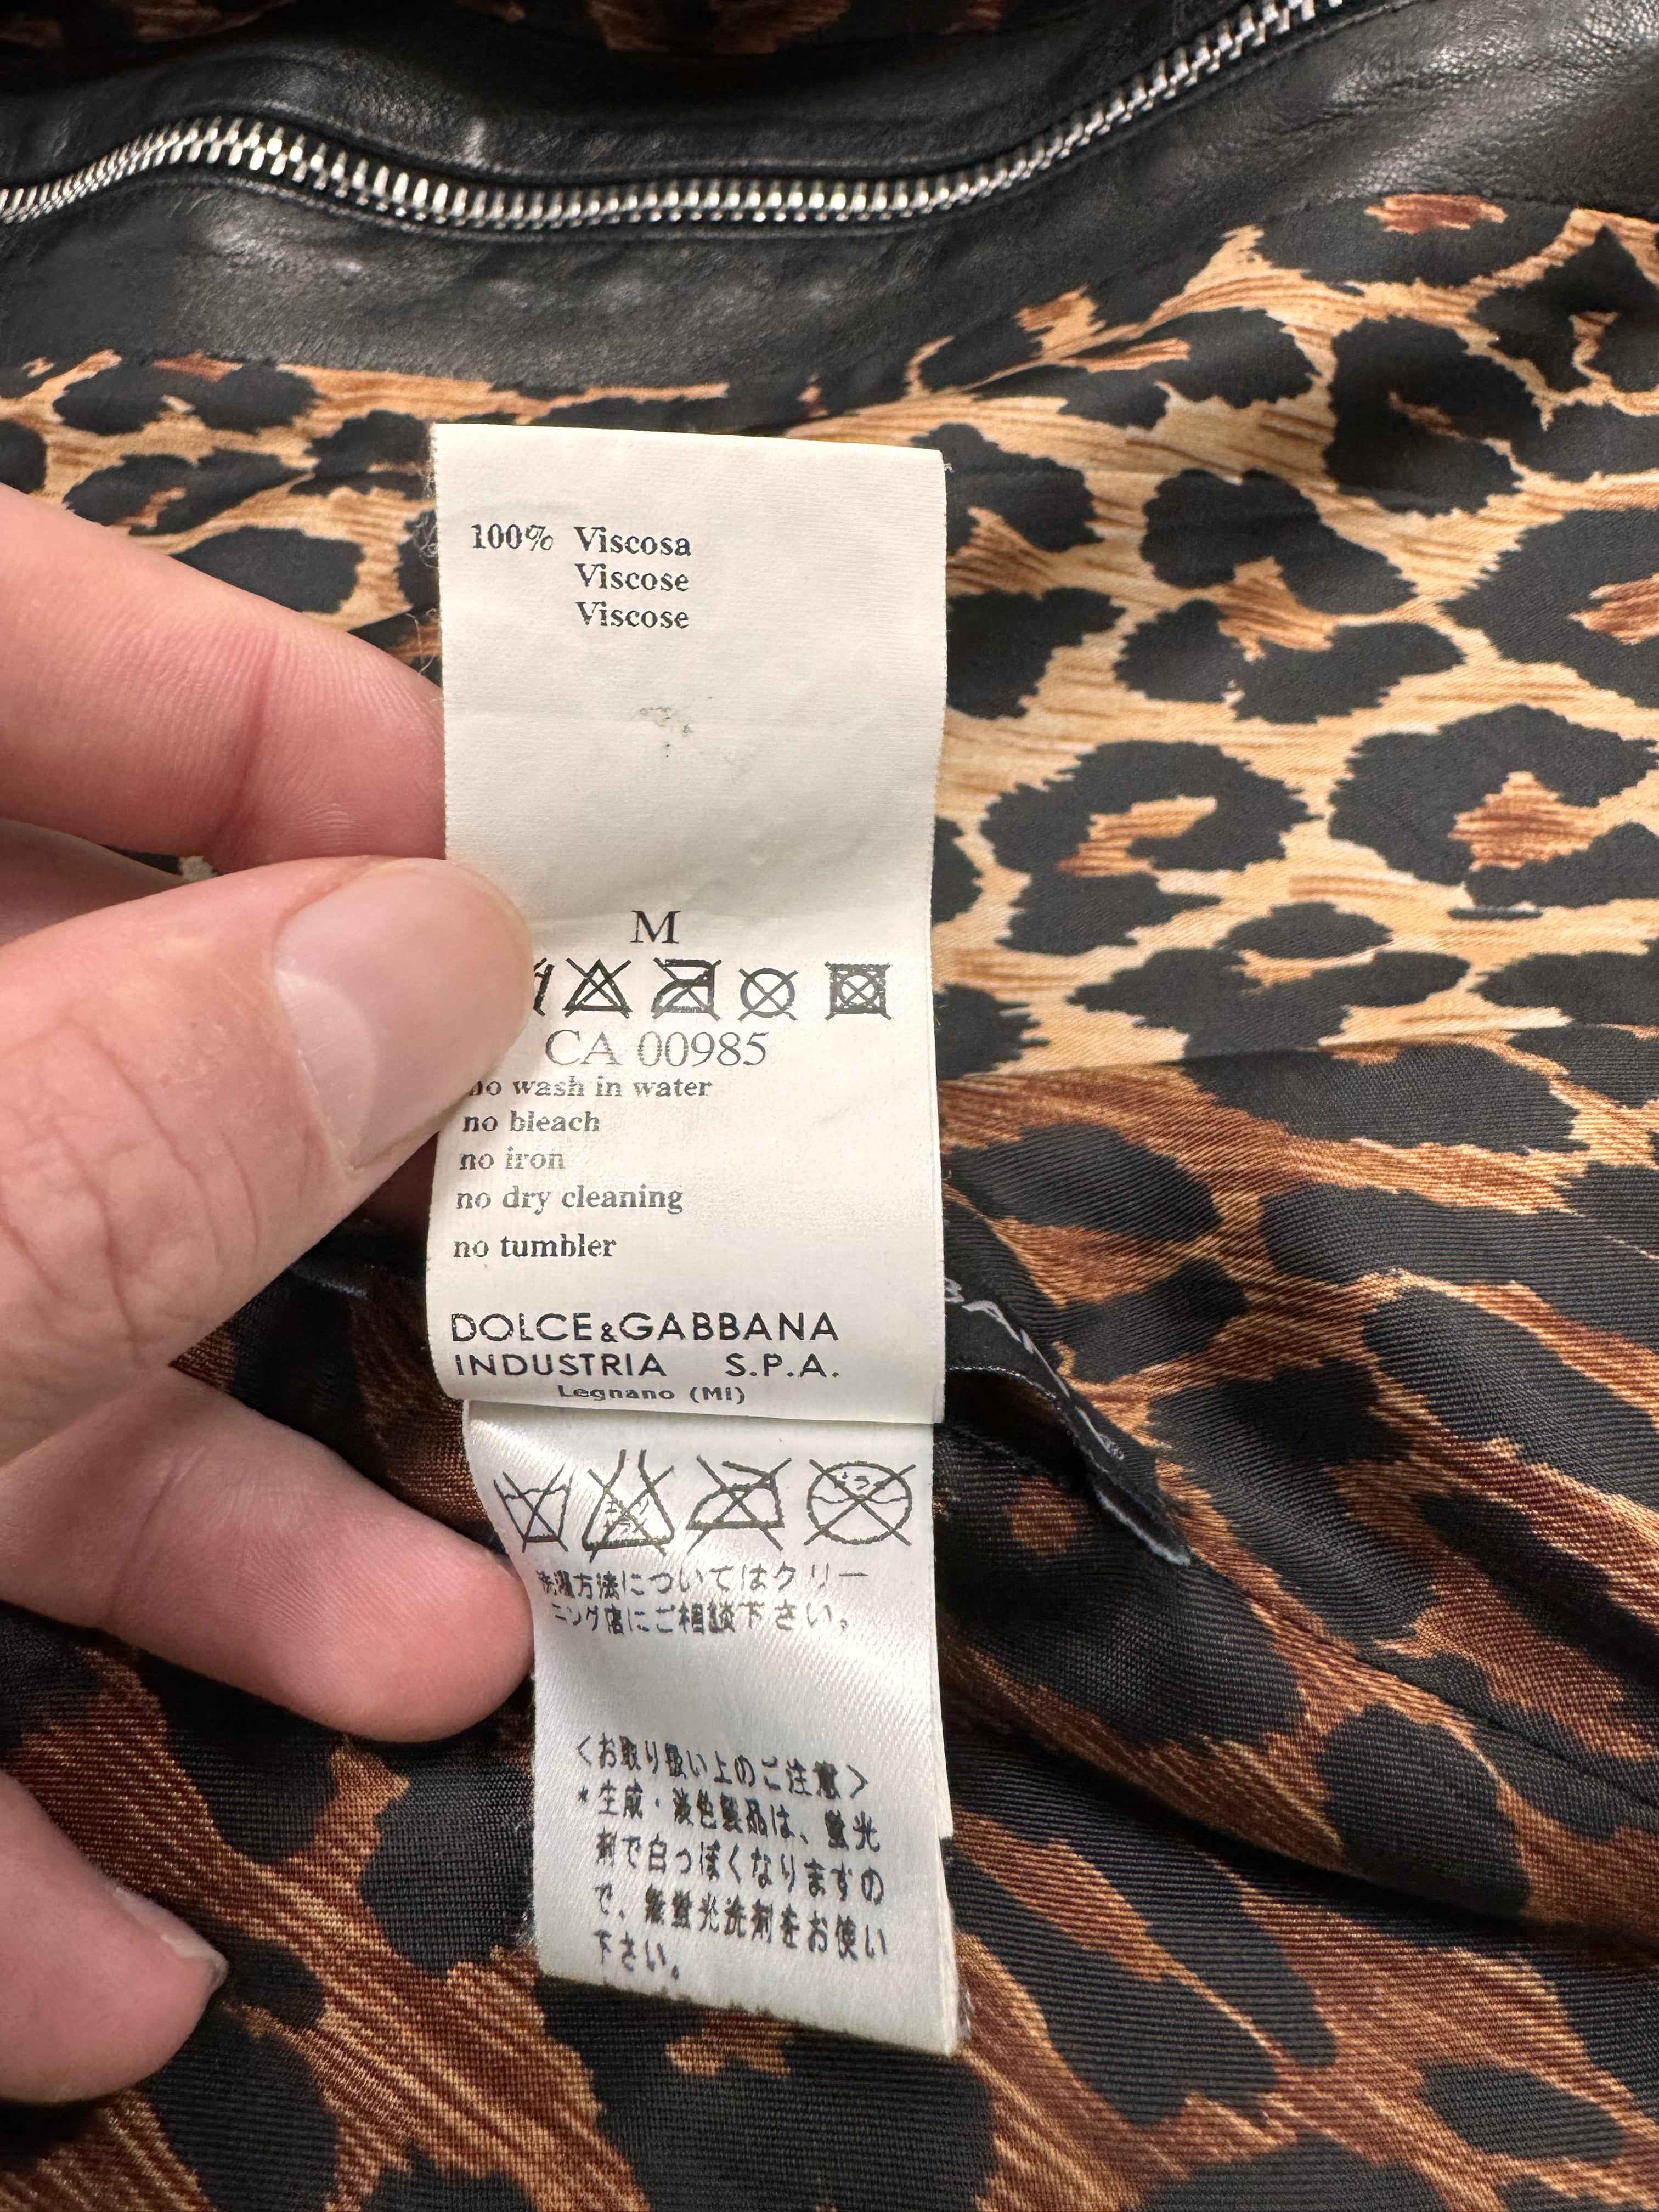 100% Viscosa
Viscose
Viscose
M
CA 00985
no wash in water
no bleach
no iron
no dry cleaning
no tumbler
DOLCE&GABBANA
INDUSTRIA S.P.A.
Legnano (MI)
洗濯方法についてはクリー
ニング店にご相談下さい。
<お取り扱い上のご注意>
*生成・淡色製品は、蛍光
剤で白っぽくなりますの
で、無蛍光洗剤をお使い
下さい。